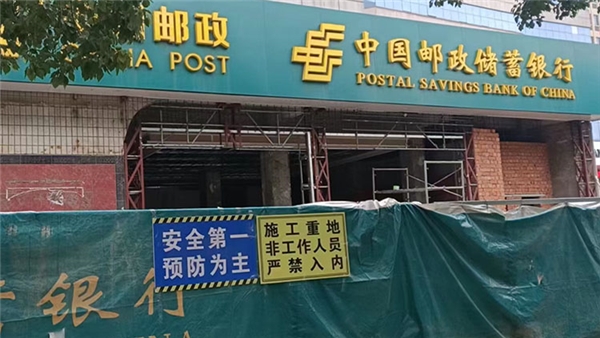 邮政
NA POST
中国邮政储蓄银行
POSTAL SAVINGS BANK OF CHINA
安全第一
预防为主
施工重地
非工作人员
严禁入内
银行